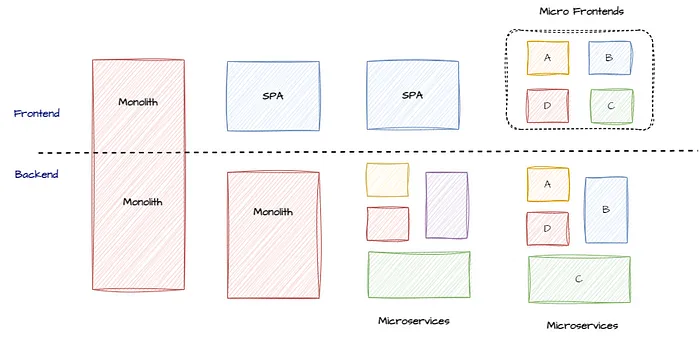 Micro Frontends
Frontend
Monolith
SPA
SPA
A
B
D
C
Backend
Monolith
Monolith
A
B
D
C
Microservices
Microservices